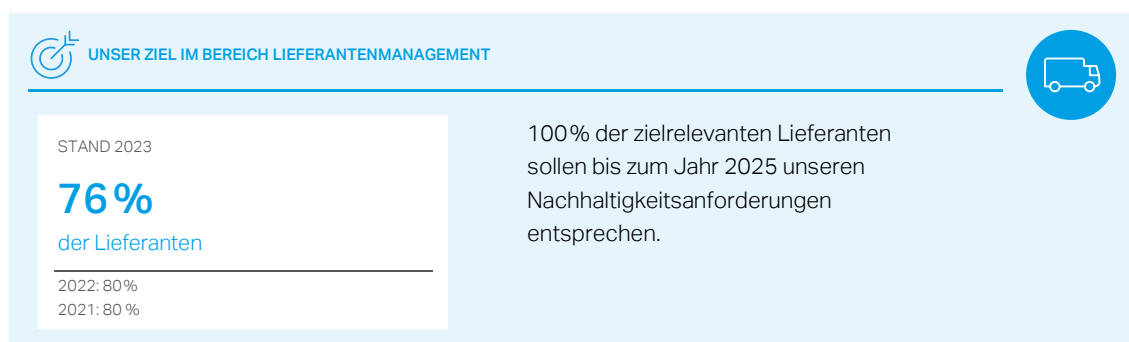 UNSER ZIEL IM BEREICH LIEFERANTENMANAGEMENT
STAND 2023
76 %
der Lieferanten
2022: 80 %
2021: 80 %
100 % der zielrelevanten Lieferanten
sollen bis zum Jahr 2025 unseren
Nachhaltigkeitsanforderungen
entsprechen.